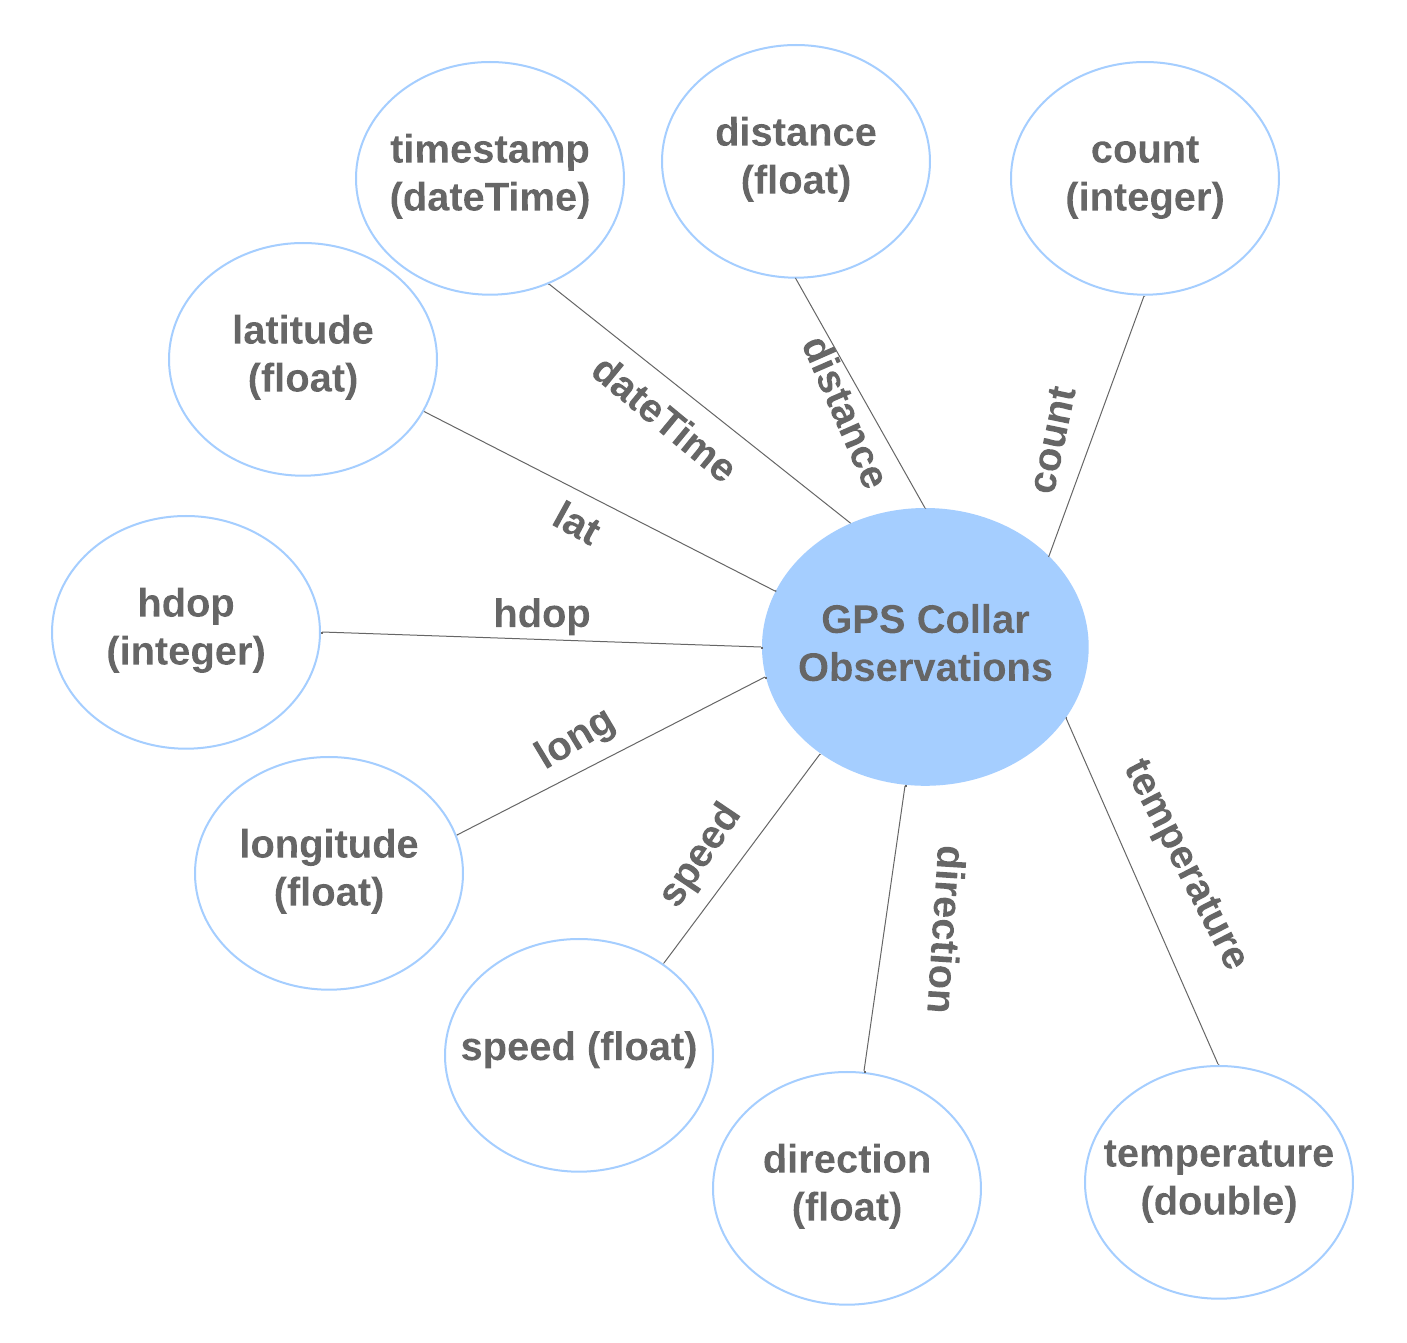 timestamp
(dateTime)
distance
(float)
count
(integer)
latitude
(float)
dateTime
distance
count
lat
hdop
(integer)
hdop
GPS Collar
Observations
long
longitude
(float)
speed
direction
temperature
speed (float)
direction
(float)
temperature
(double)